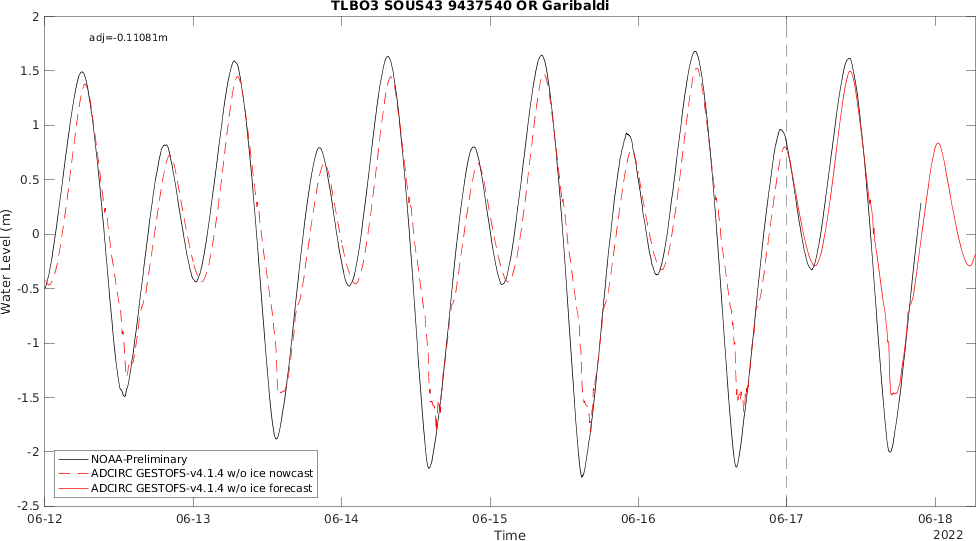 TLBO3 SOUS43 9437540 OR Garibaldi
adj=-0.11081m
2
1.5
1
0.5
0
-0.5
-1
-1.5
-2
-2.5
Water Level (m)
NOAA-Preliminary
ADCIRC GESTOFS-v4.1.4 w/o ice nowcast
ADCIRC GESTOFS-v4.1.4 w/o ice forecast
06-12 06-13 06-14 06-15 06-16 06-17 06-18
Time
2022